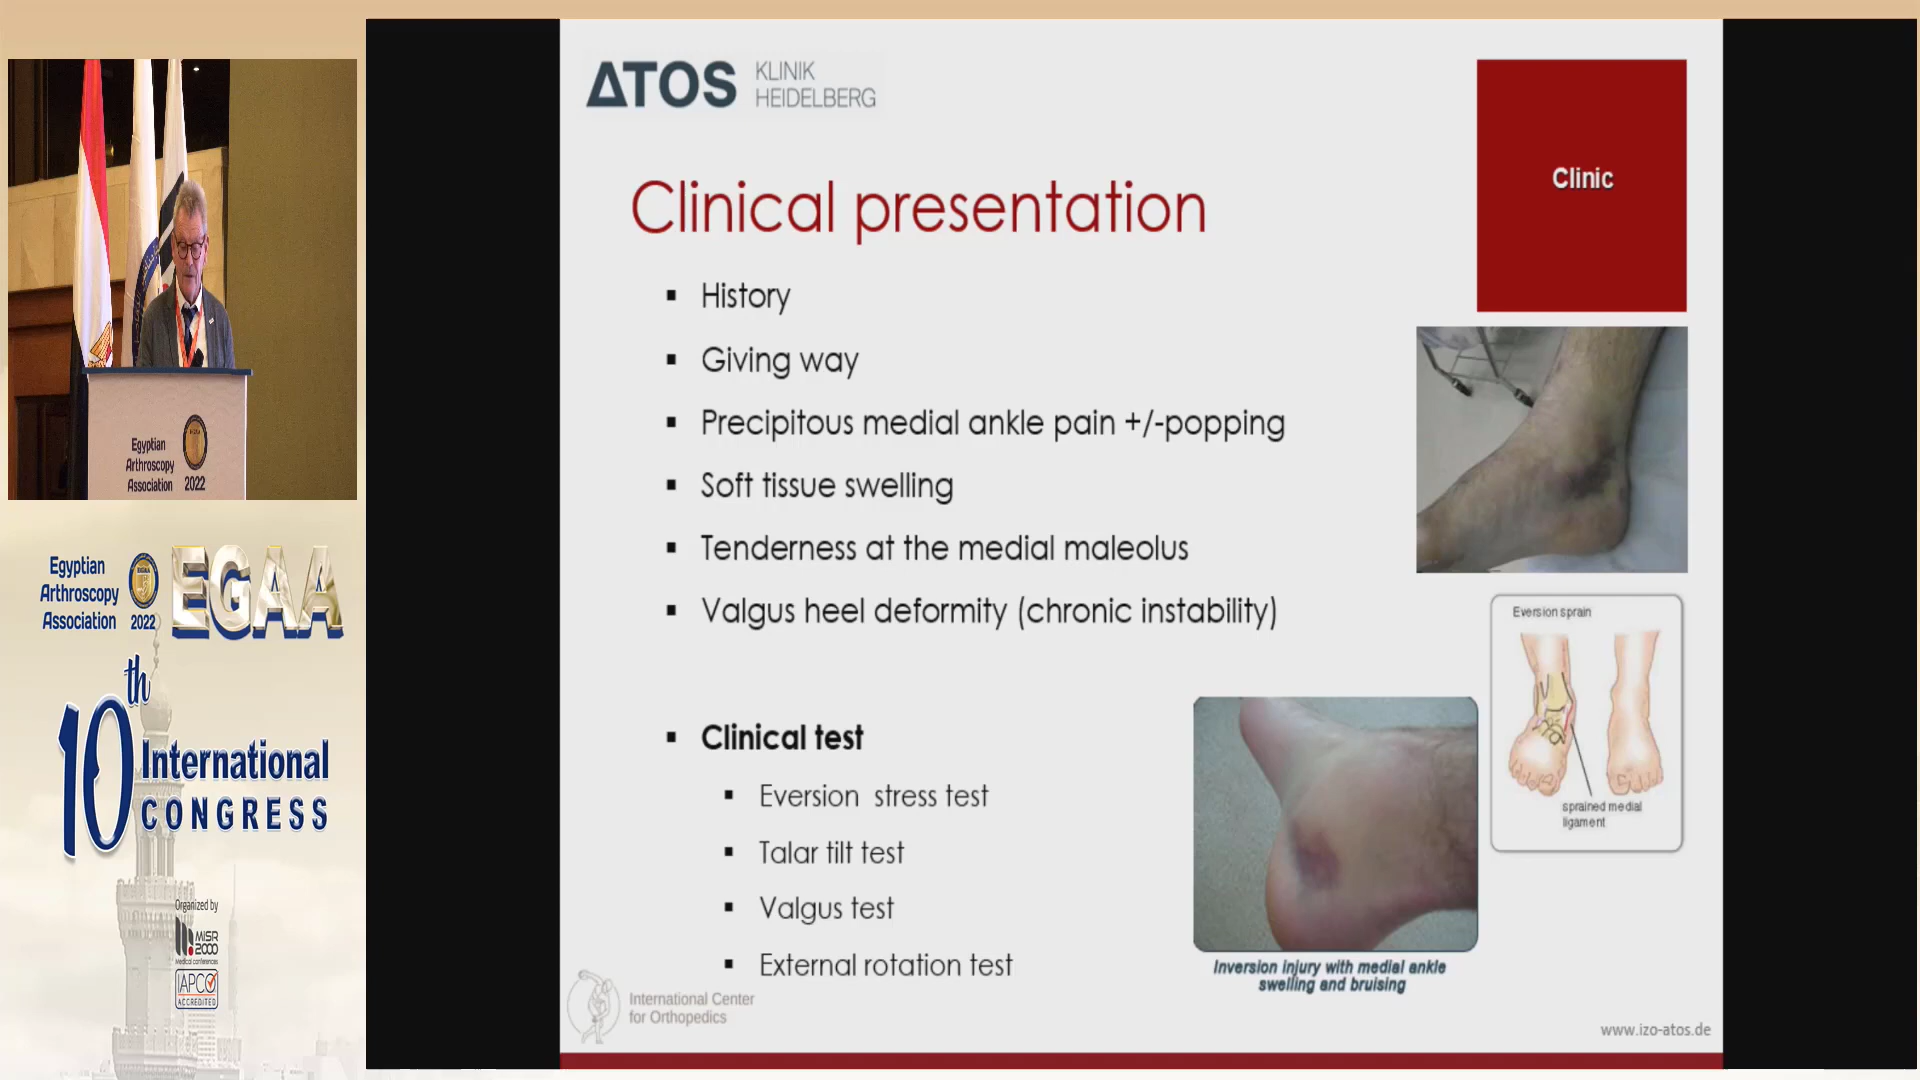 Egyptian
Arthroscopy
Association 2022
Egyptian
Arthroscopy
Association
2022
EGAA
10th
International
CONGRESS
Organized by
MiSR
2000
Medical conferences
IAPCO
ACCREDITED
ATOS KLINIK
HEIDELBERG
Clinic
Clinical presentation
▪ History
▪ Giving way
▪ Precipitous medial ankle pain +/-popping
▪ Soft tissue swelling
▪ Tenderness at the medial maleolus
▪ Valgus heel deformity (chronic instability)
▪ Clinical test
▪ Eversion stress test
▪ Talar tilt test
▪ Valgus test
▪ External rotation test
Eversion sprain
sprained medial
ligament
Inversion injury with medial ankle
swelling and bruising
International Center
for Orthopedics
www.izo-atos.de